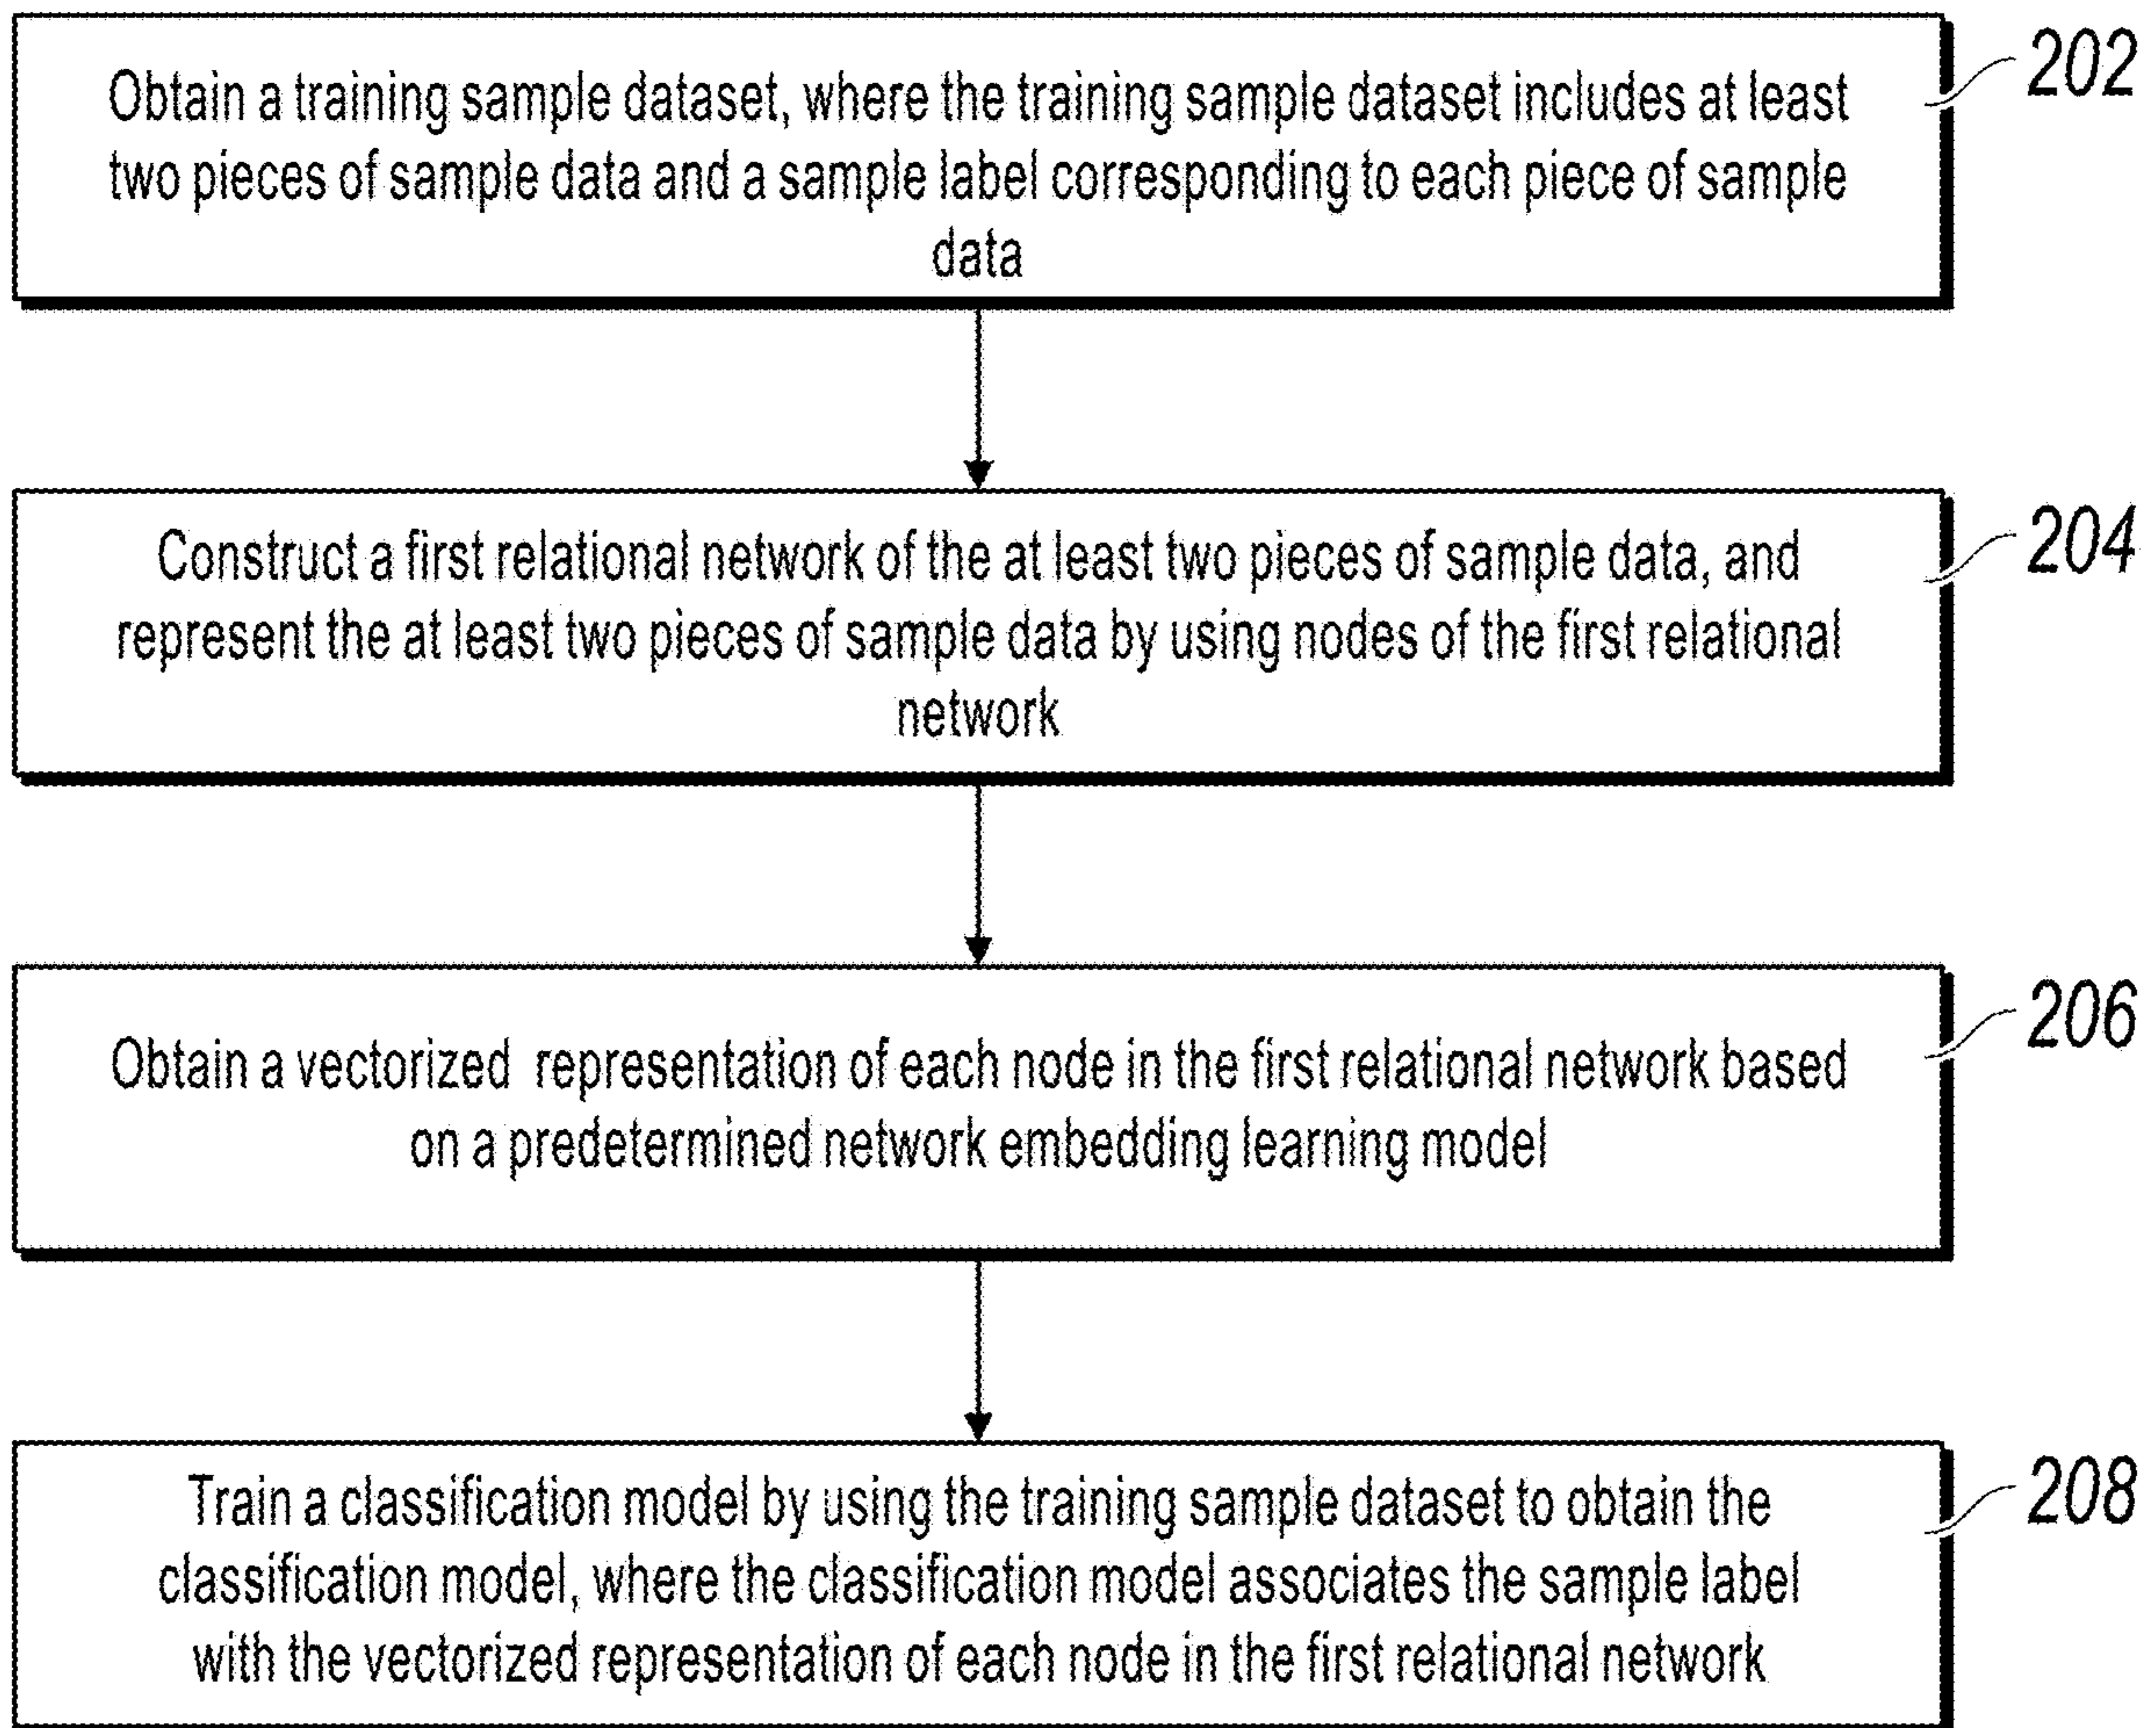 Obtain a training sample dataset, where the training sample dataset includes at least
two pieces of sample data and a sample label corresponding to each piece of sample
data
202
Construct a first relational network of the at least two pieces of sample data, and
represent the at least two pieces of sample data by using nodes of the first relational
network
204
Obtain a vectorized representation of each node in the first relational network based
on a predetermined network embedding learning model
206
Train a classification model by using the training sample dataset to obtain the
classification model, where the classification model associates the sample label
with the vectorized representation of each node in the first relational network
208